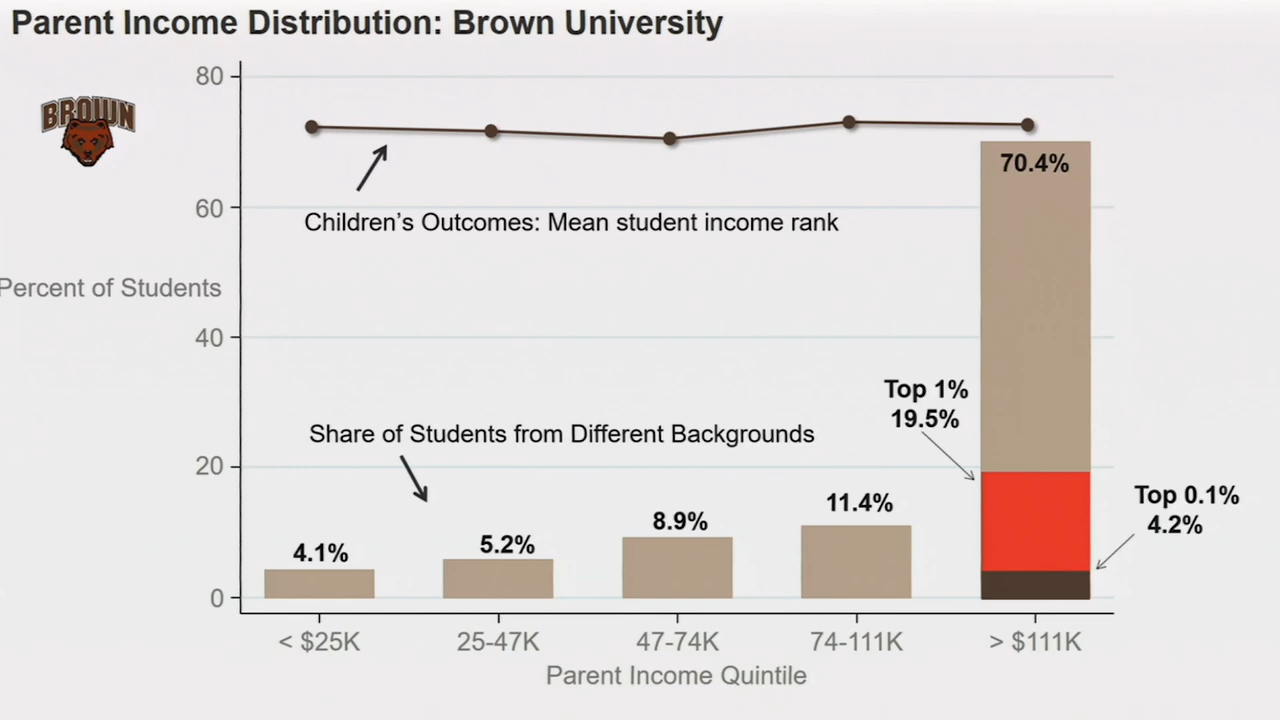 Parent Income Distribution: Brown University
BROWN
80
60
40
20
0
Percent of Students
Children's Outcomes: Mean student income rank
Share of Students from Different Backgrounds
4.1%
5.2%
8.9%
11.4%
70.4%
Top 1%
19.5%
Top 0.1%
4.2%
< $25K
25-47K
47-74K
74-111K
> $111K
Parent Income Quintile